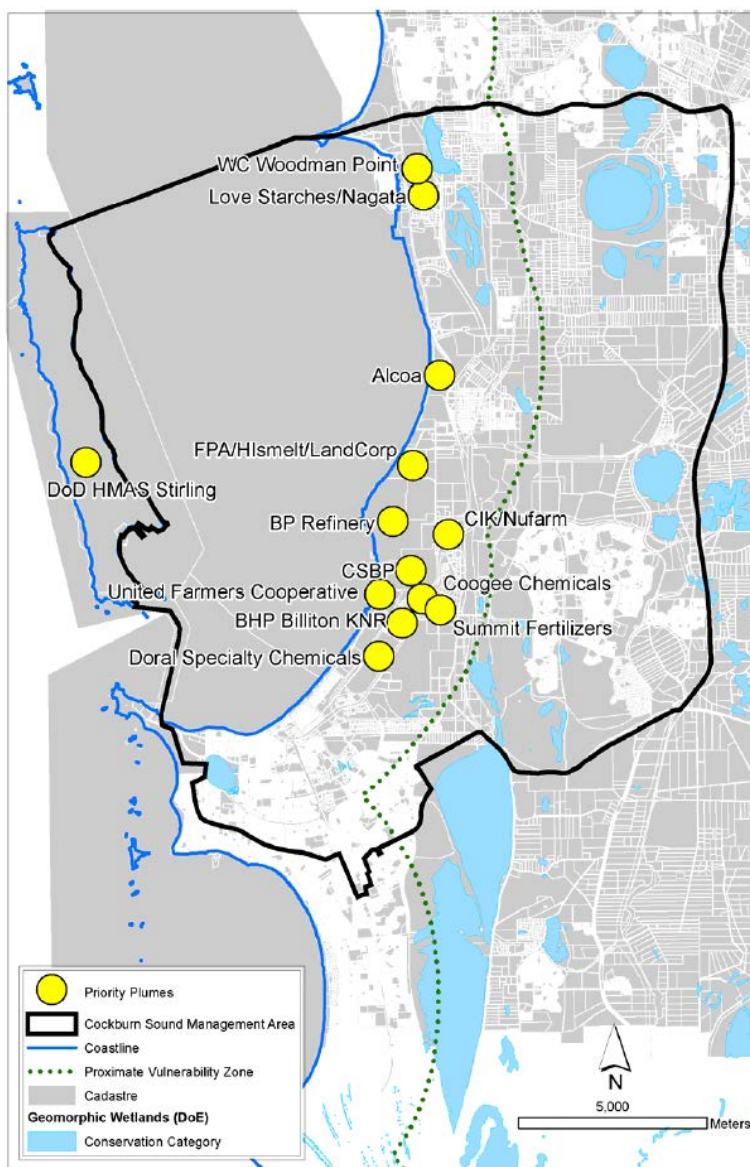 WC Woodman Point
Love Starches/Nagata
Alcoa
FPA/HIsmelt/LandCorp
DoD HMAS Stirling
BP Refinery
CIK/Nufarm
CSBP
United Farmers Cooperative
Coogee Chemicals
BHP Billiton KNR
Summit Fertilizers
Doral Specialty Chemicals
Priority Plumes
Cockburn Sound Management Area
Coastline
Proximate Vulnerability Zone
Cadastre
Geomorphic Wetlands (DoE)
Conservation Category
N
5,000
Meters